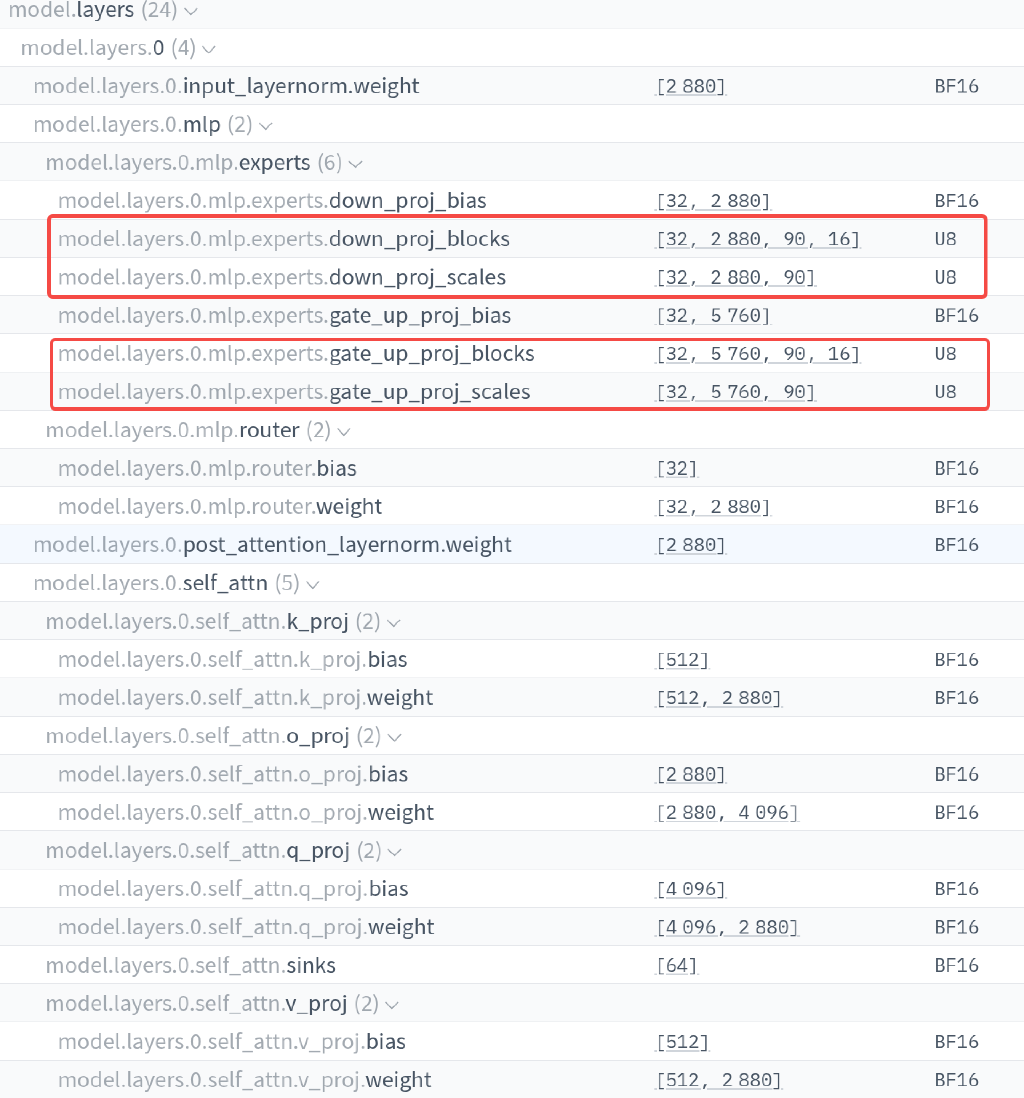 model.layers (24)
model.layers.0 (4)
model.layers.0.input_layernorm.weight [2 880] BF16
model.layers.0.mlp (2)
model.layers.0.mlp.experts (6)
model.layers.0.mlp.experts.down_proj_bias [32, 2 880] BF16
model.layers.0.mlp.experts.down_proj_blocks [32, 2 880, 90, 16] U8
model.layers.0.mlp.experts.down_proj_scales [32, 2 880, 90] U8
model.layers.0.mlp.experts.gate_up_proj_bias [32, 5 760] BF16
model.layers.0.mlp.experts.gate_up_proj_blocks [32, 5 760, 90, 16] U8
model.layers.0.mlp.experts.gate_up_proj_scales [32, 5 760, 90] U8
model.layers.0.mlp.router (2)
model.layers.0.mlp.router.bias [32] BF16
model.layers.0.mlp.router.weight [32, 2 880] BF16
model.layers.0.post_attention_layernorm.weight [2 880] BF16
model.layers.0.self_attn (5)
model.layers.0.self_attn.k_proj (2)
model.layers.0.self_attn.k_proj.bias [512] BF16
model.layers.0.self_attn.k_proj.weight [512, 2 880] BF16
model.layers.0.self_attn.o_proj (2)
model.layers.0.self_attn.o_proj.bias [2 880] BF16
model.layers.0.self_attn.o_proj.weight [2 880, 4 096] BF16
model.layers.0.self_attn.q_proj (2)
model.layers.0.self_attn.q_proj.bias [4 096] BF16
model.layers.0.self_attn.q_proj.weight [4 096, 2 880] BF16
model.layers.0.self_attn.sinks [64] BF16
model.layers.0.self_attn.v_proj (2)
model.layers.0.self_attn.v_proj.bias [512] BF16
model.layers.0.self_attn.v_proj.weight [512, 2 880] BF16